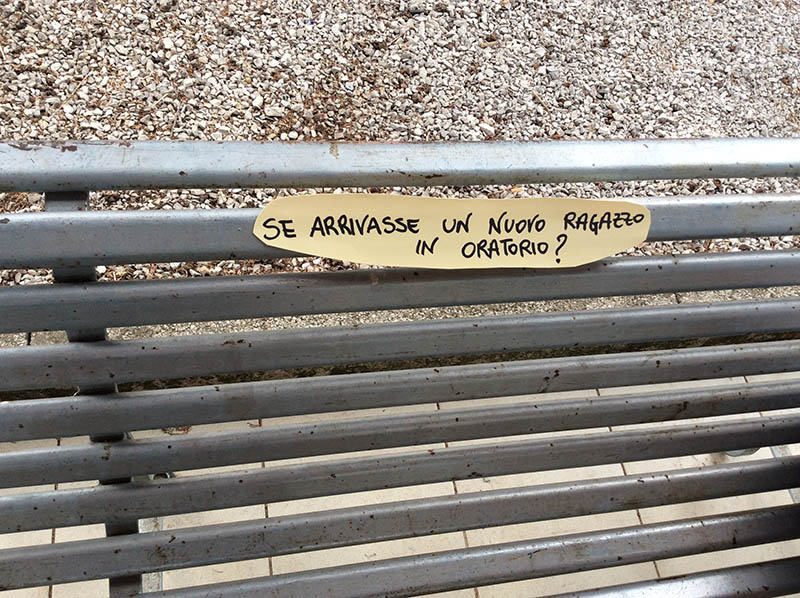 SE ARRIVASSE UN NUOVO RAGAZZO
IN ORATORIO?